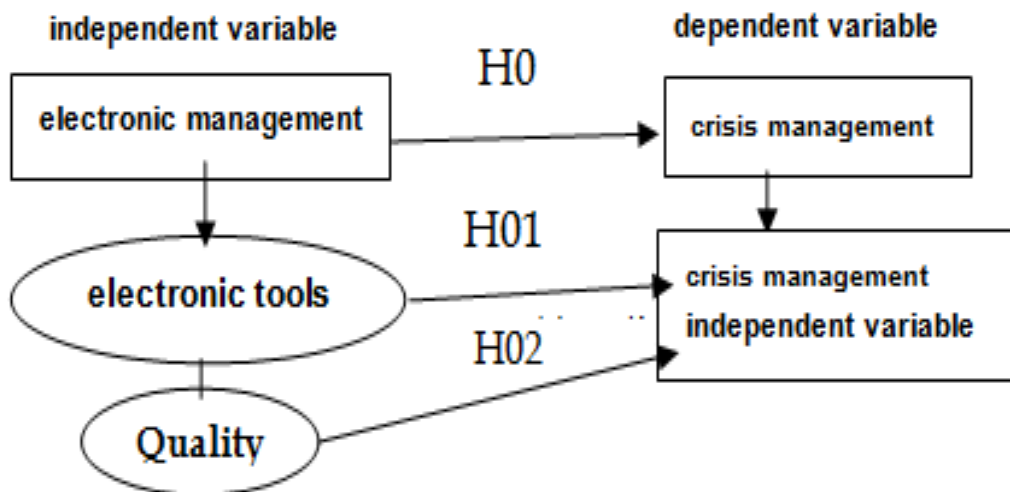 independent variable
dependent variable
H0
electronic management
crisis management
H01
electronic tools
crisis management
independent variable
H02
Quality